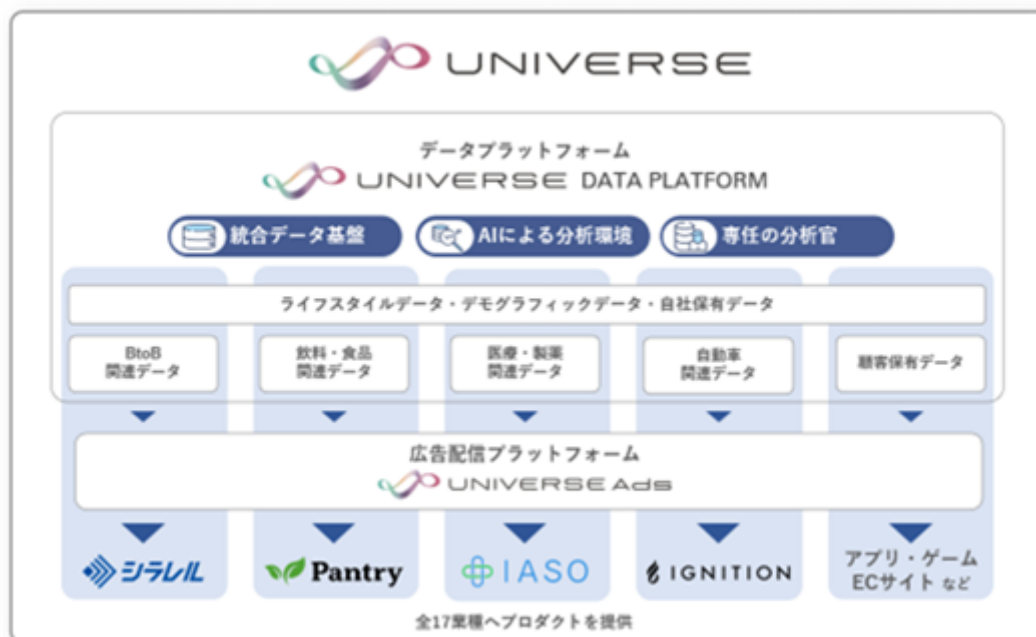 UNIVERSE
データプラットフォーム
UNIVERSE DATA PLATFORM
統合データ基盤
AIによる分析環境
専任の分析官
ライフスタイルデータ・デモグラフィックデータ・自社保有データ
BtoB
関連データ
飲料・食品
関連データ
医療・製薬
関連データ
自動車
関連データ
顧客保有データ
広告配信プラットフォーム
UNIVERSE Ads
シラレル
Pantry
IASO
IGNITION
アプリ・ゲーム
ECサイト など
全17業種へプロダクトを提供